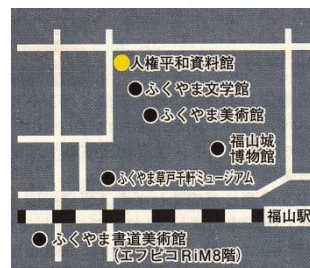 人権平和資料館
ふくやま文学館
ふくやま美術館
福山城
博物館
ふくやま草戸千軒ミュージアム
福山駅
ふくやま書道美術館
(エフピコRiM8階)